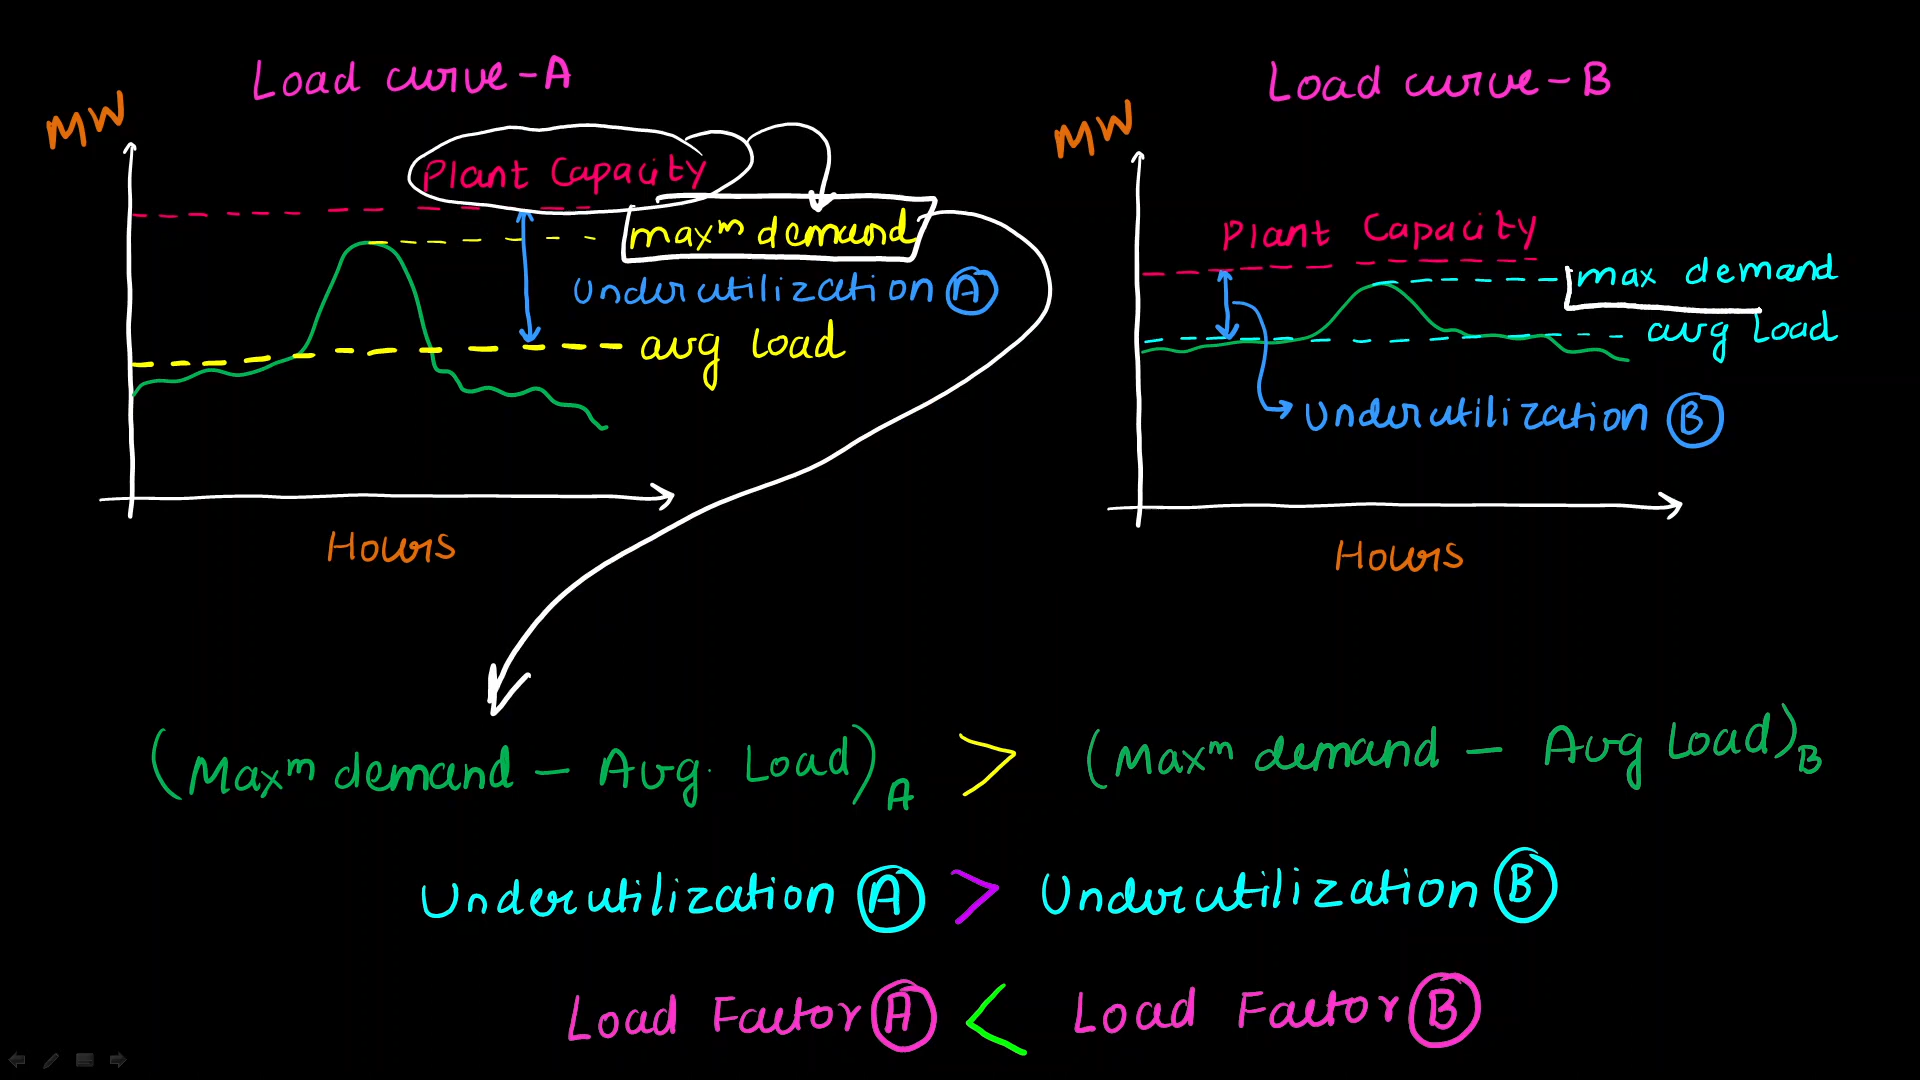 Load curve-A
MW
Plant Capacity
maxᵐ demand
Underutilization A
avg Load
Hours
Load curve-B
MW
Plant Capacity
max demand
avg Load
Underutilization B
Hours
(Maxᵐ demand – Avg. Load)A > (Maxᵐ demand – Avg Load)B
Underutilization A > Underutilization B
Load Factor A < Load Factor B